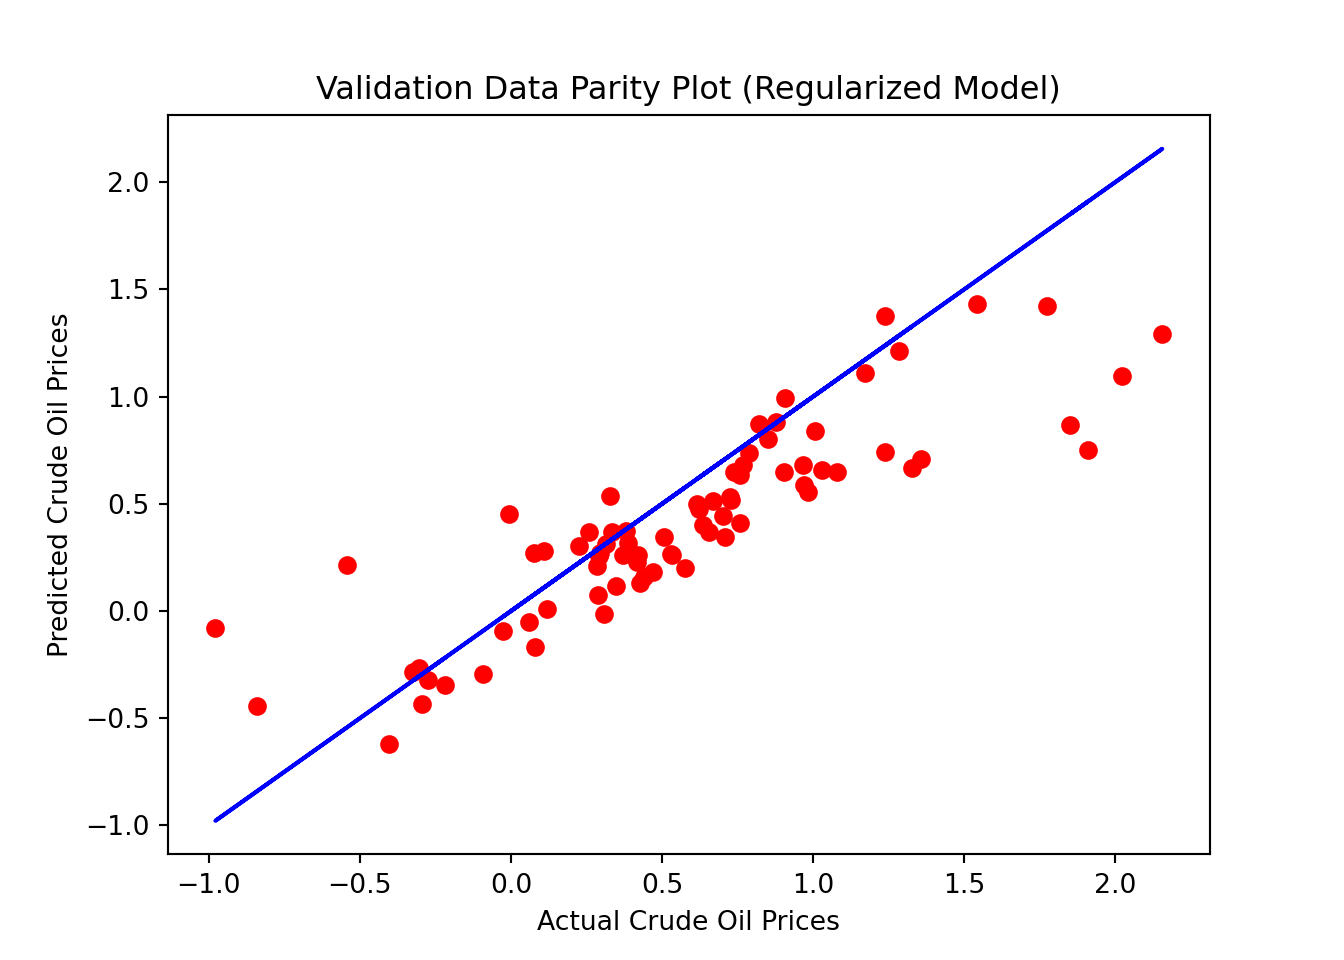 Validation Data Parity Plot (Regularized Model)
2.0
1.5
1.0
0.5
0.0
−0.5
−1.0
Predicted Crude Oil Prices
−1.0 −0.5 0.0 0.5 1.0 1.5 2.0
Actual Crude Oil Prices